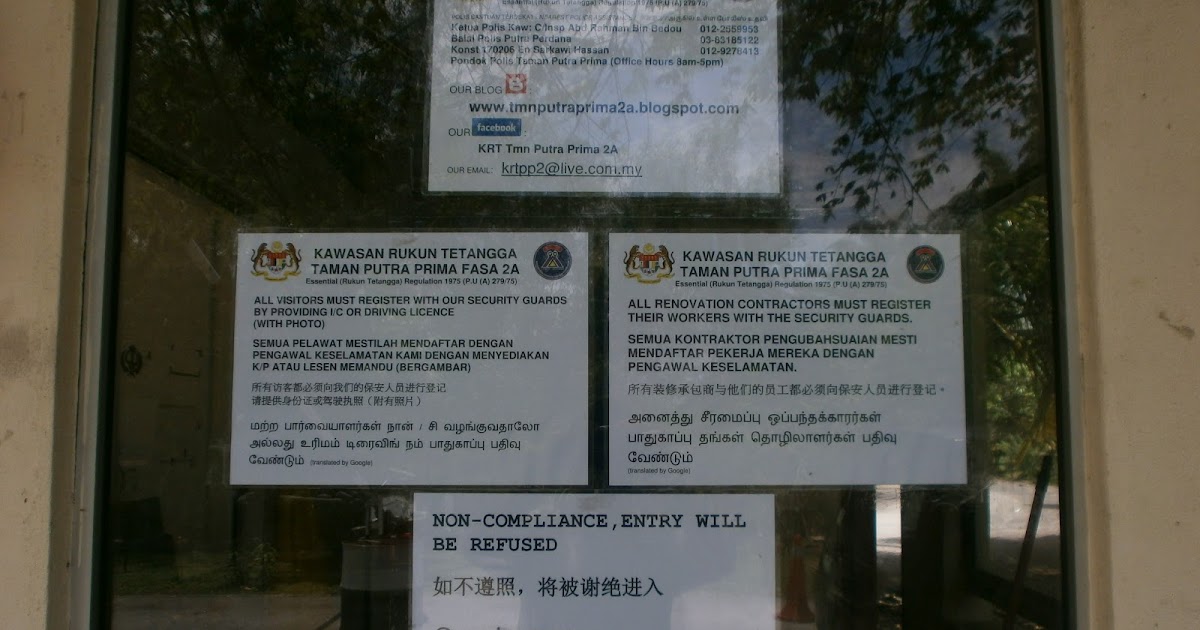 Ketua Polis Kaw: C/Insp Abd Rahman Bin Dadou 012-2658953
Balai Polis Putra Perdana 03-83185122
Konst 170206 En Sarkawi Hassan 012-9278413
Pondok Polis Taman Putra Prima (Office Hours 8am-5pm)
OUR BLOG :
www.tmnputraprima2a.blogspot.com
OUR facebook :
KRT Tmn Putra Prima 2A
OUR EMAIL: krtpp2@live.com.my
KAWASAN RUKUN TETANGGA
TAMAN PUTRA PRIMA FASA 2A
Essential (Rukun Tetangga) Regulation 1975 (P.U (A) 279/75)
ALL VISITORS MUST REGISTER WITH OUR SECURITY GUARDS
BY PROVIDING I/C OR DRIVING LICENCE
(WITH PHOTO)
SEMUA PELAWAT MESTILAH MENDAFTAR DENGAN
PENGAWAL KESELAMATAN KAMI DENGAN MENYEDIAKAN
K/P ATAU LESEN MEMANDU (BERGAMBAR)
所有访客都必须向我们的保安人员进行登记
请提供身份证或驾驶执照（附有照片）
மற்ற பார்வையாளர்கள் நான் / சி வழங்குவதாலோ
அல்லது உரிமம் டிரைவிங் நம் பாதுகாப்பு பதிவு
வேண்டும் (translated by Google)
KAWASAN RUKUN TETANGGA
TAMAN PUTRA PRIMA FASA 2A
Essential (Rukun Tetangga) Regulation 1975 (P.U (A) 279/75)
ALL RENOVATION CONTRACTORS MUST REGISTER
THEIR WORKERS WITH THE SECURITY GUARDS.
SEMUA KONTRAKTOR PENGUBAHSUAIAN MESTI
MENDAFTAR PEKERJA MEREKA DENGAN
PENGAWAL KESELAMATAN.
所有装修承包商与他们的员工都必须向保安人员进行登记。
அனைத்து சீரமைப்பு ஒப்பந்தக்காரர்கள்
பாதுகாப்பு தங்கள் தொழிலாளர்கள் பதிவு
வேண்டும்
(translated by Google)
NON-COMPLIANCE,ENTRY WILL
BE REFUSED
如不遵照，将被谢绝进入